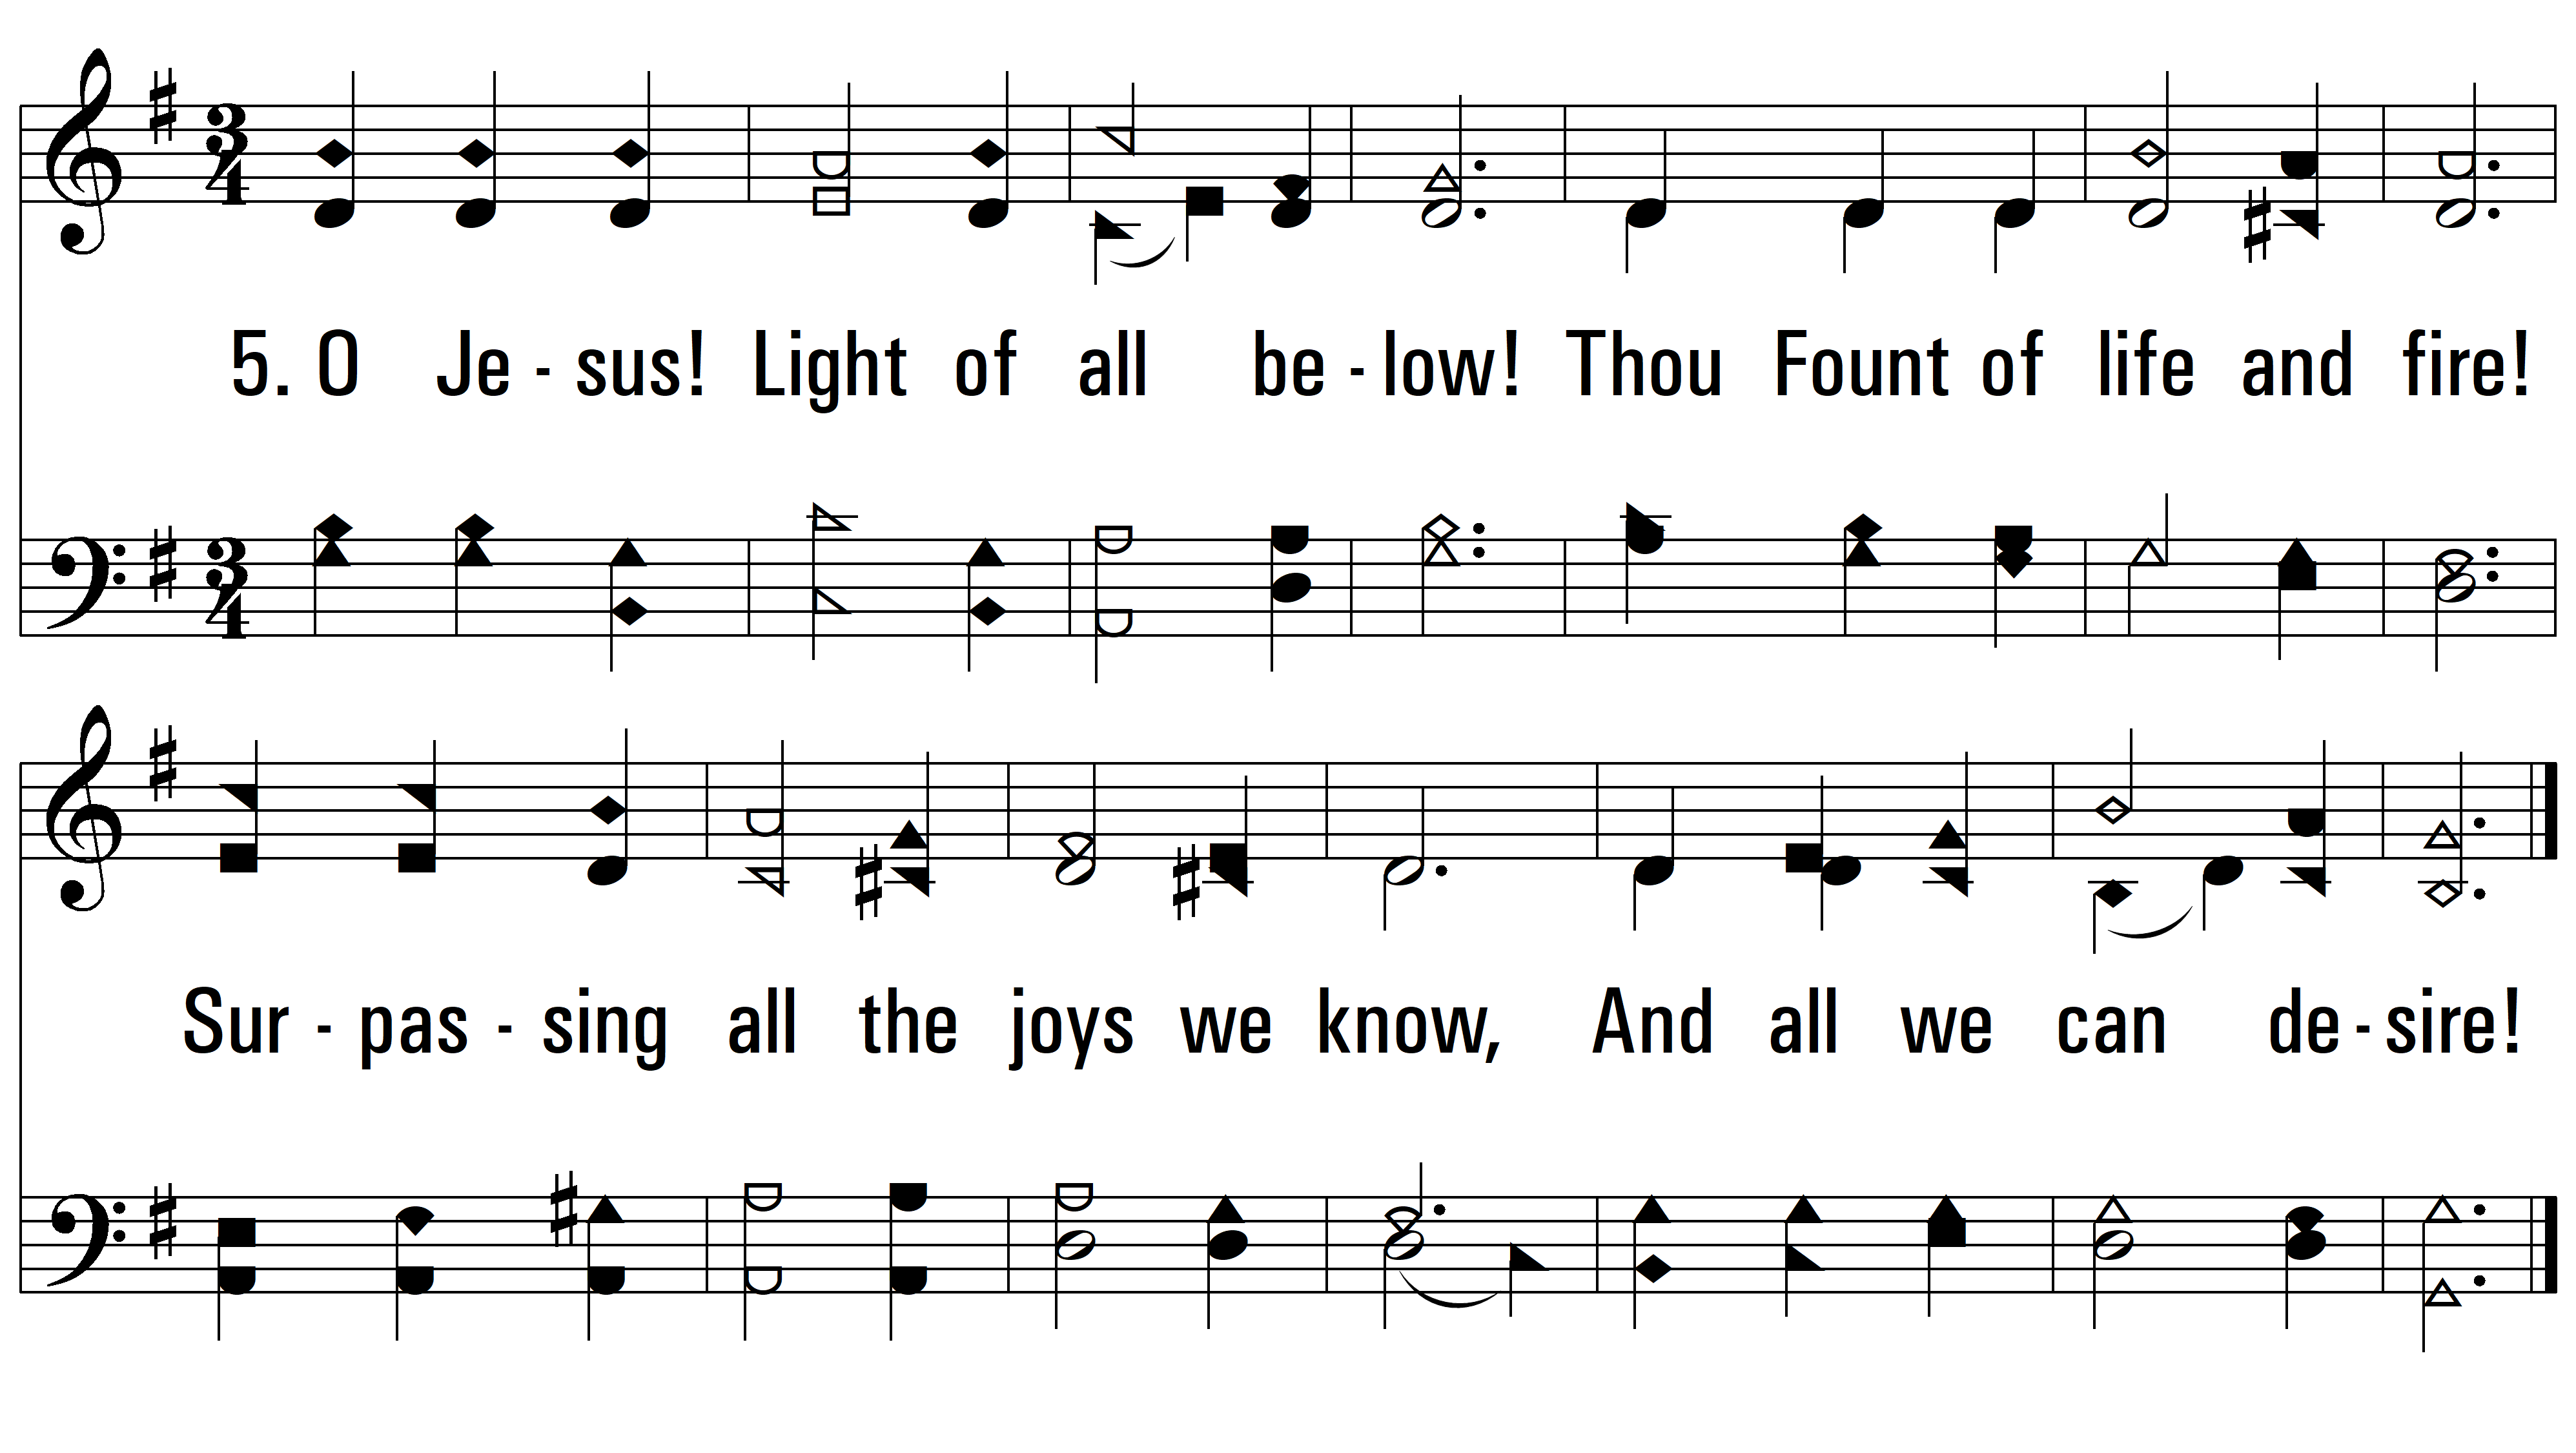 5. O Je - sus! Light of all be - low! Thou Fount of life and fire!
Sur - pas - sing all the joys we know, And all we can de - sire!